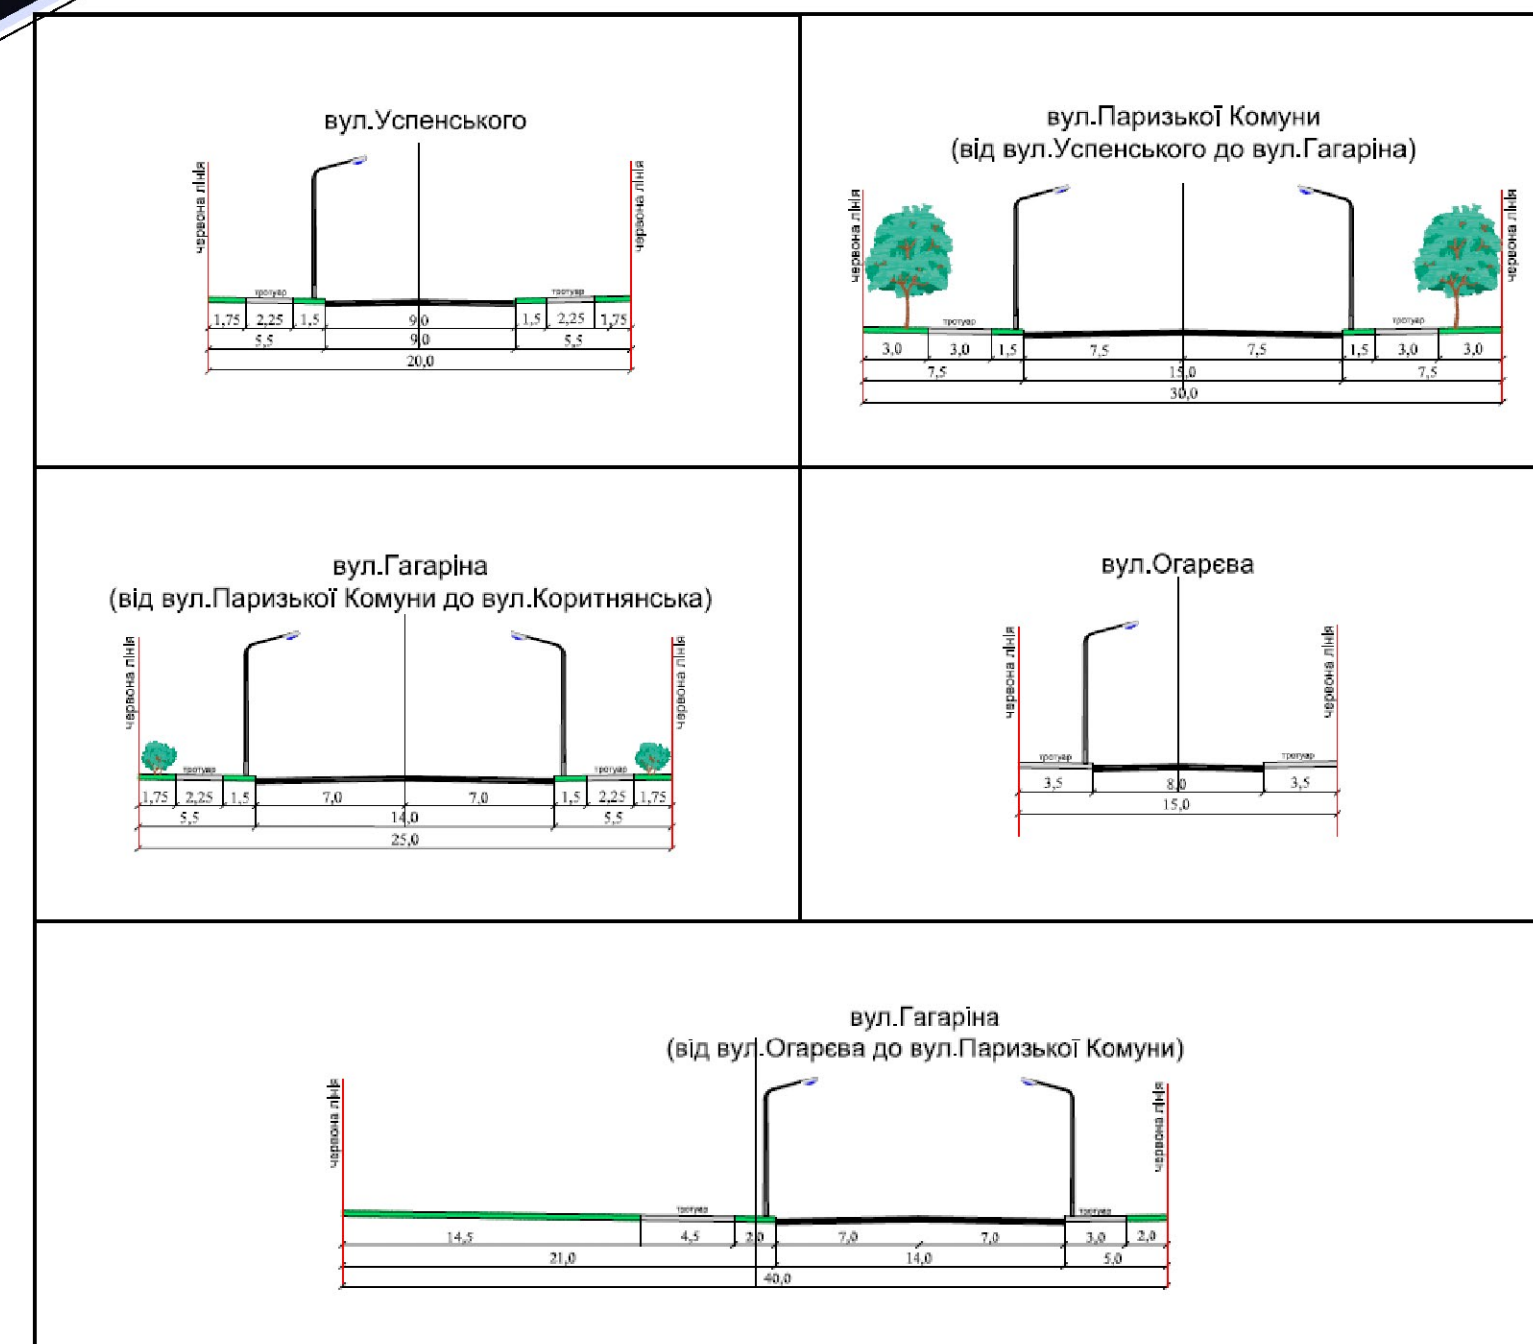 вул.Успенського
червона лінія
червона лінія
тротуар
тротуар
1,75 2,25 1,5 9,0 1,5 2,25 1,75
5,5 9,0 5,5
20,0
вул.Паризької Комуни
(від вул.Успенського до вул.Гагаріна)
червона лінія
червона лінія
тротуар
тротуар
3,0 3,0 1,5 7,5 7,5 1,5 3,0 3,0
7,5 15,0 7,5
30,0
вул.Гагаріна
(від вул.Паризької Комуни до вул.Коритнянська)
червона лінія
червона лінія
тротуар
тротуар
1,75 2,25 1,5 7,0 7,0 1,5 2,25 1,75
5,5 14,0 5,5
25,0
вул.Огарєва
червона лінія
червона лінія
тротуар
тротуар
3,5 8,0 3,5
15,0
вул.Гагаріна
(від вул.Огарєва до вул.Паризької Комуни)
червона лінія
червона лінія
тротуар
тротуар
14,5 4,5 2,0 7,0 7,0 3,0 2,0
21,0 14,0 5,0
40,0